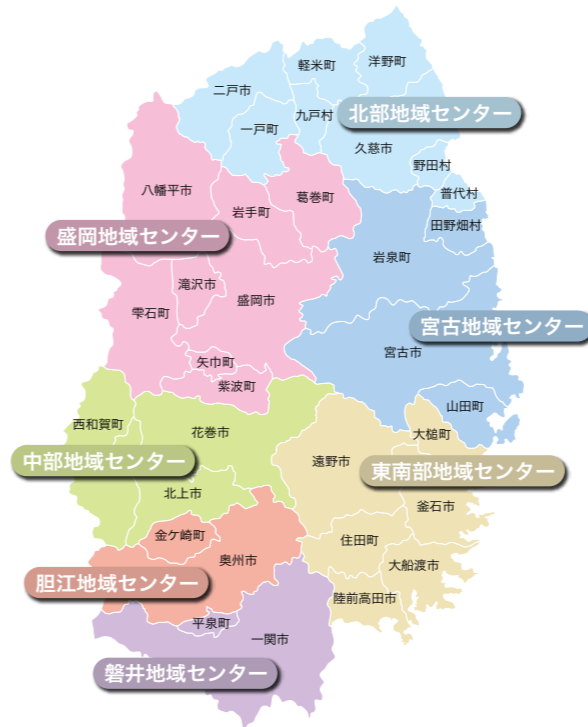 洋野町
軽米町
二戸市
九戸村
北部地域センター
一戸町
久慈市
野田村
普代村
八幡平市
葛巻町
岩手町
田野畑村
盛岡地域センター
岩泉町
滝沢市
盛岡市
雫石町
宮古地域センター
宮古市
矢巾町
紫波町
山田町
西和賀町
花巻市
大槌町
中部地域センター
遠野市
東南部地域センター
北上市
釜石市
金ケ崎町
住田町
奥州市
大船渡市
胆江地域センター
陸前高田市
平泉町
一関市
磐井地域センター